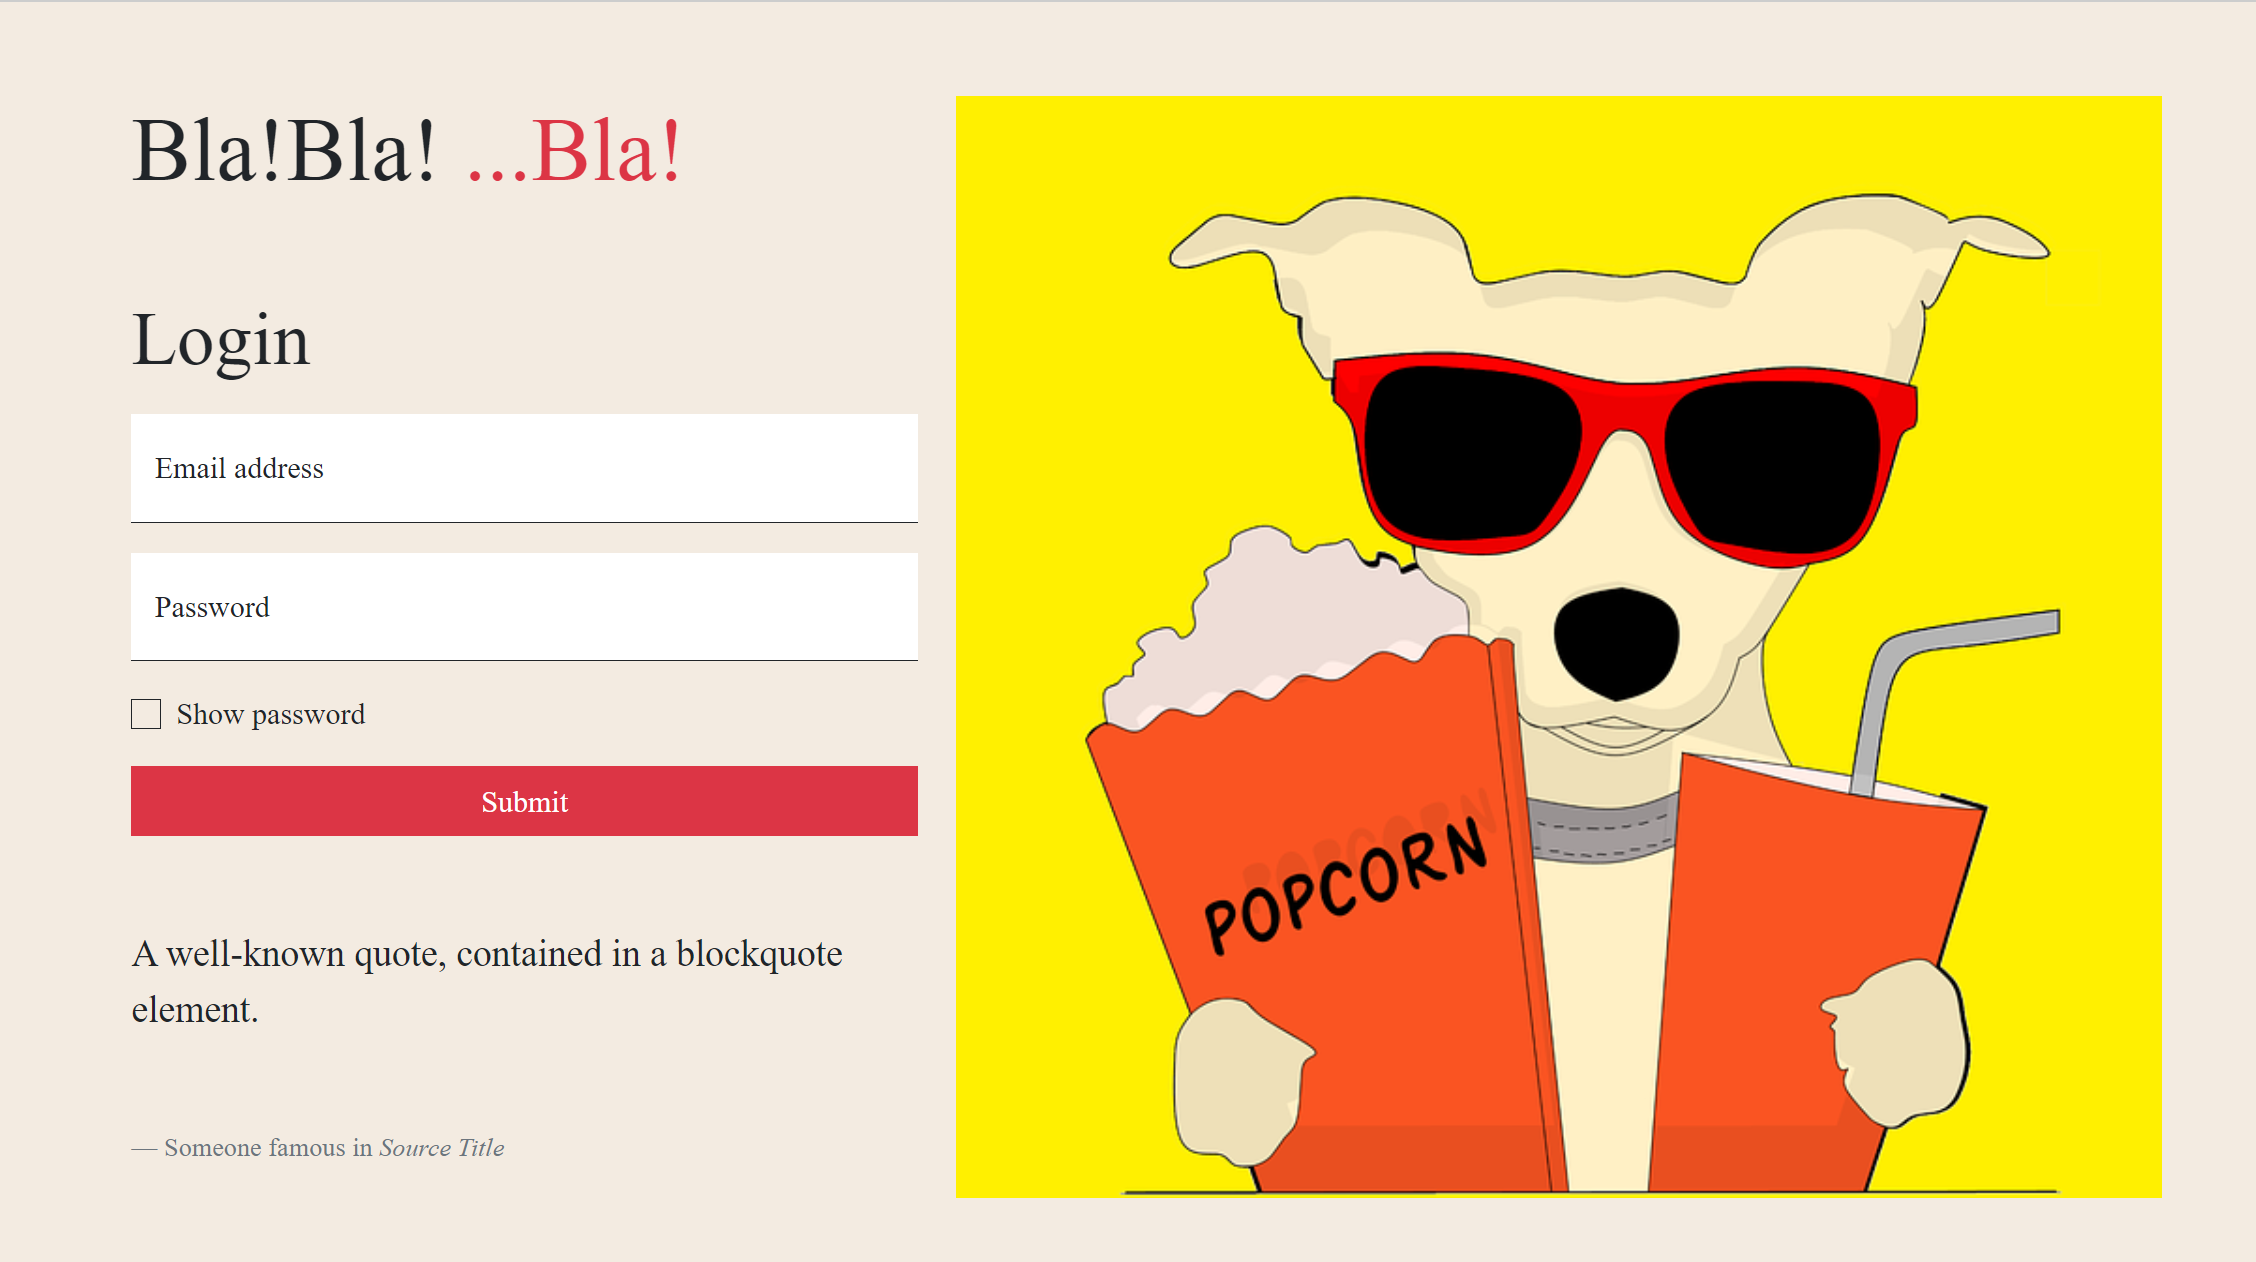 Bla!Bla! ...Bla!
Login
Email address
Password
Show password
Submit
A well-known quote, contained in a blockquote
element.
— Someone famous in Source Title
POPCORN